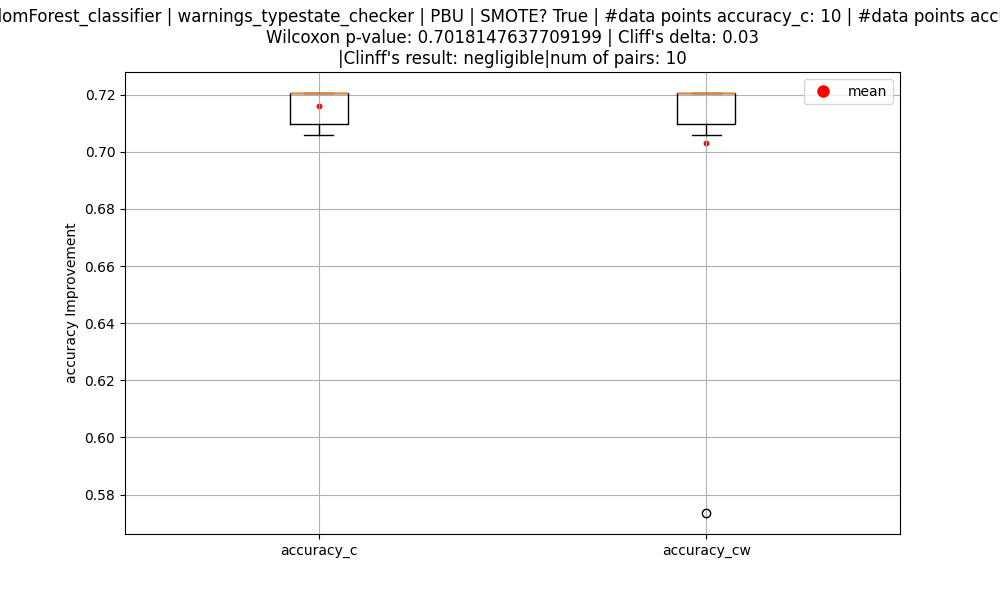 domForest_classifier | warnings_typestate_checker | PBU | SMOTE? True | #data points accuracy_c: 10 | #data points
Wilcoxon p-value: 0.7018147637709199 | Cliff's delta: 0.03
|Clinff's result: negligible|num of pairs: 10
mean
0.72
0.70
0.68
0.66
0.64
0.62
0.60
0.58
accuracy Improvement
accuracy_c
accuracy_cw